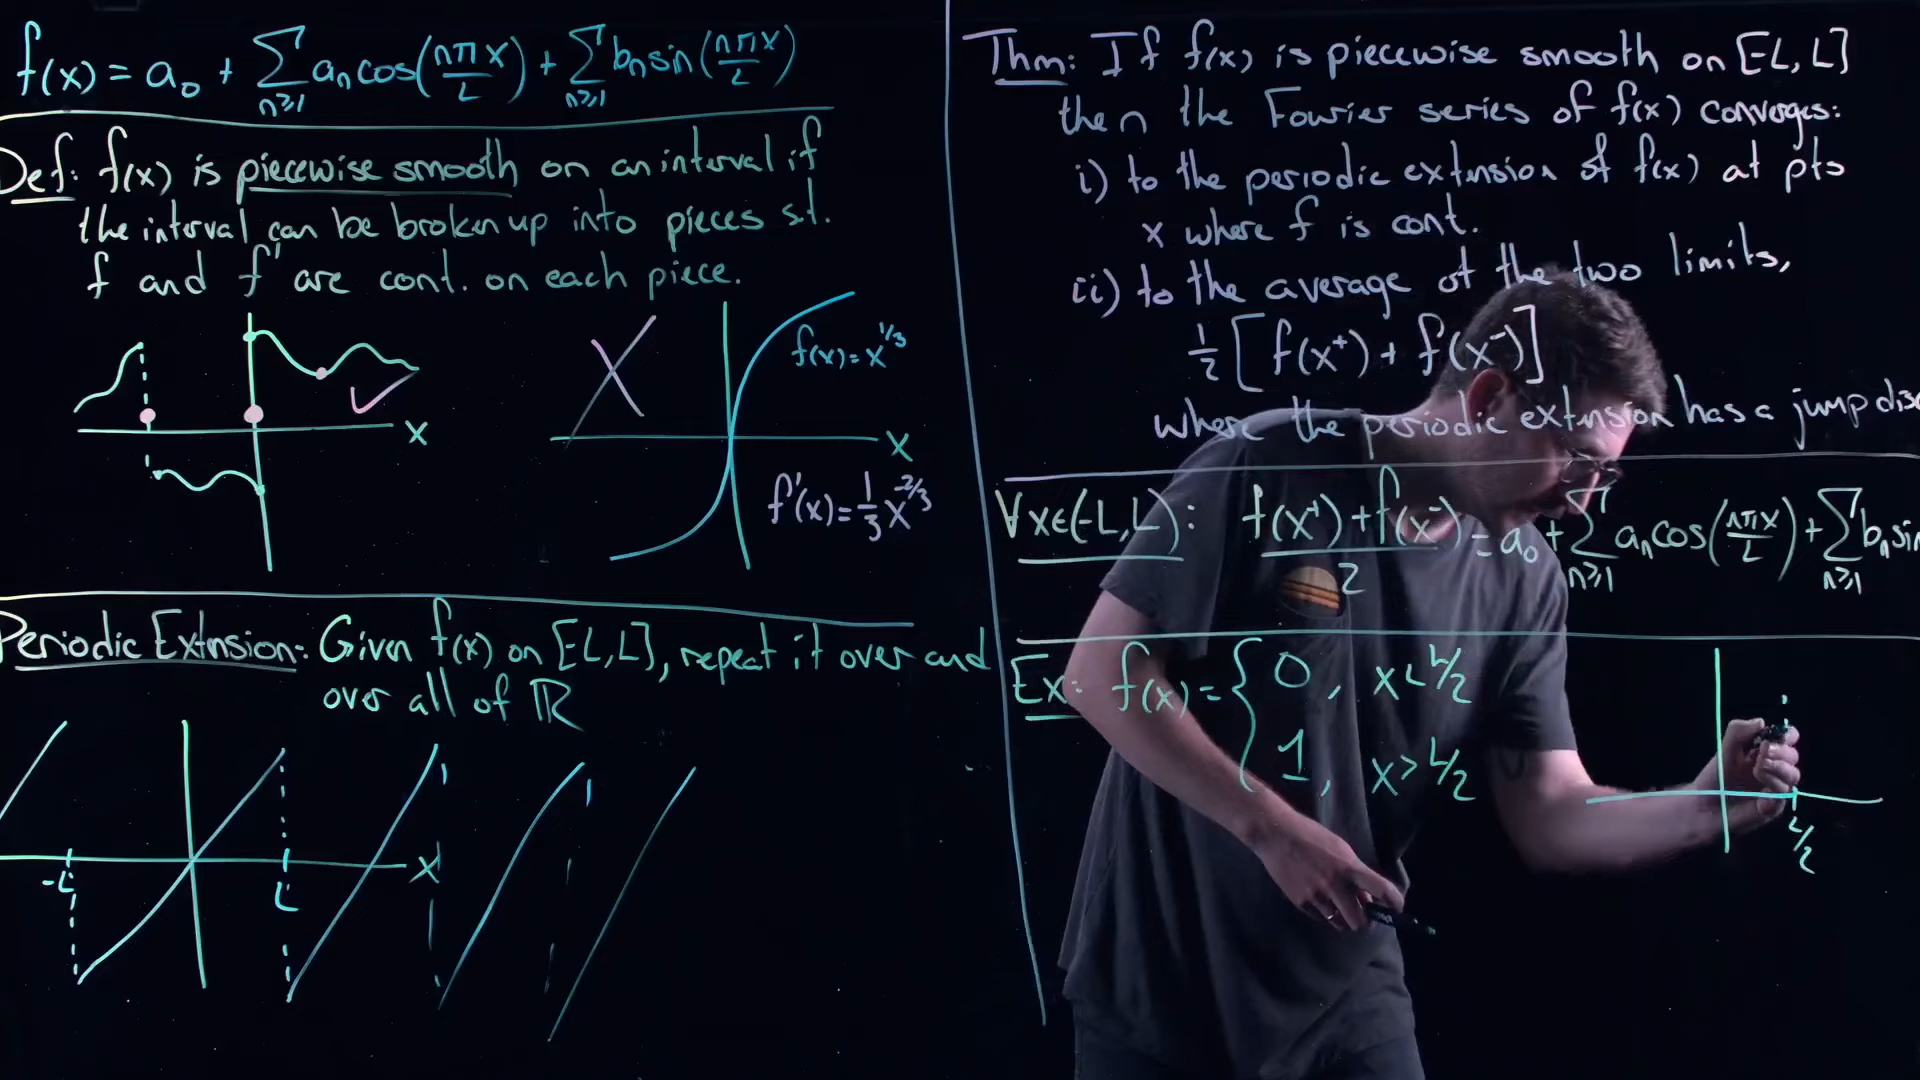 f(x) = a₀ + ∑ aₙcos(nπx/L) + ∑ bₙsin(nπx/L)
n≥1 n≥1
Def: f(x) is piecewise smooth on an interval if
the interval can be broken up into pieces s.t.
f and f' are cont. on each piece.
x
f(x)=x^1/3
x
f'(x)=1/3 x^-2/3
Periodic Extension: Given f(x) on [-L,L], repeat it over and
over all of ℝ
-L
L
x
Thm: If f(x) is piecewise smooth on [-L, L]
then the Fourier series of f(x) converges:
i) to the periodic extension of f(x) at pts
x where f is cont.
ii) to the average of the two limits,
1/2 [f(x⁺) + f(x⁻)]
where the periodic extension has a jump disc
∀x∈(-L,L): f(x⁺)+f(x⁻)/2 = a₀ + ∑ aₙcos(nπx/L) + ∑ bₙsin
n≥1 n≥1
Ex: f(x) = { 0, x<L/2
1, x>L/2
L/2